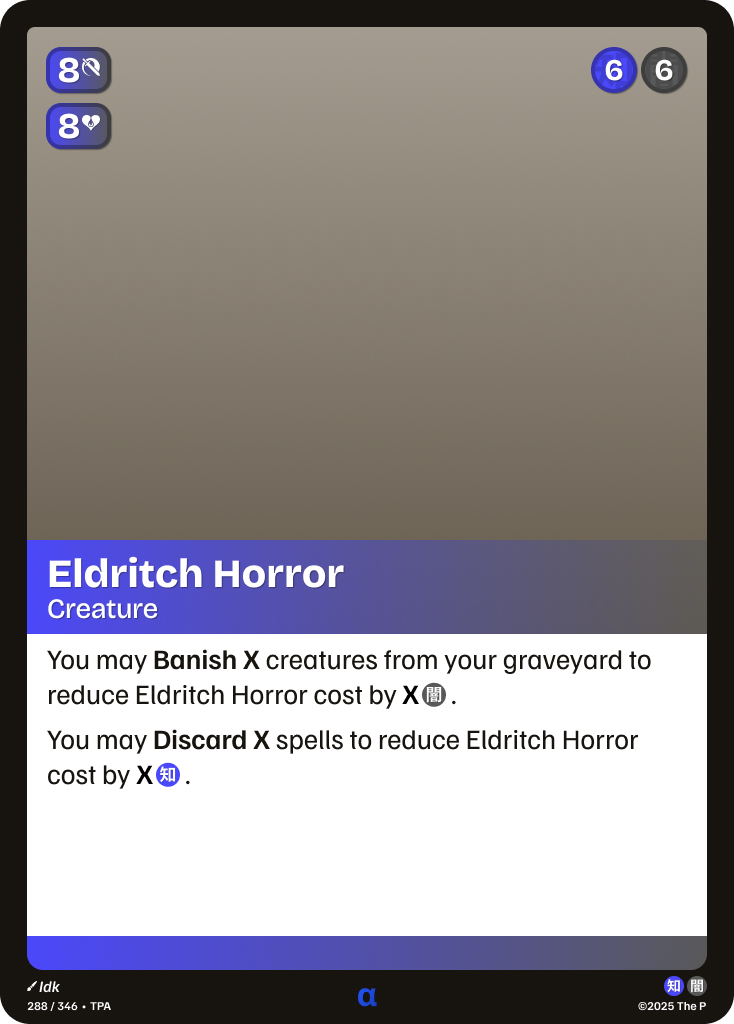 8
8
6 6
Eldritch Horror
Creature
You may Banish X creatures from your graveyard to
reduce Eldritch Horror cost by X闇.
You may Discard X spells to reduce Eldritch Horror
cost by X知.
Idk
288 / 346 • TPA
α
知 闇
©2025 The P